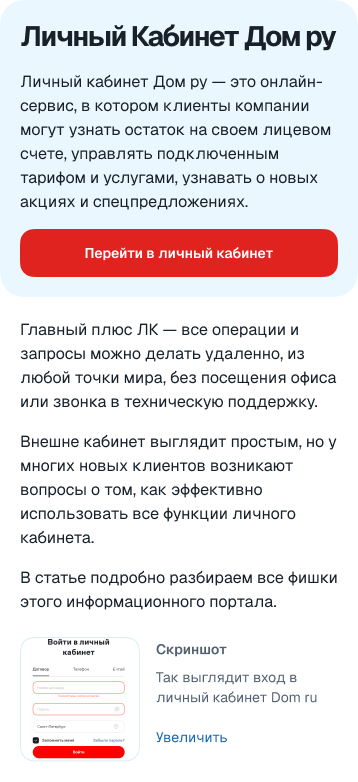 Личный Кабинет Дом ру
Личный кабинет Дом ру — это онлайн-
сервис, в котором клиенты компании
могут узнать остаток на своем лицевом
счете, управлять подключенным
тарифом и услугами, узнавать о новых
акциях и спецпредложениях.
Перейти в личный кабинет
Главный плюс ЛК — все операции и
запросы можно делать удаленно, из
любой точки мира, без посещения офиса
или звонка в техническую поддержку.
Внешне кабинет выглядит простым, но у
многих новых клиентов возникают
вопросы о том, как эффективно
использовать все функции личного
кабинета.
В статье подробно разбираем все фишки
этого информационного портала.
Войти в личный
кабинет
Договор Телефон E-mail
Пароль
Санкт-Петербург
Запомнить меня Забыли пароль?
Войти
Скриншот
Так выглядит вход в
личный кабинет Dom ru
Увеличить